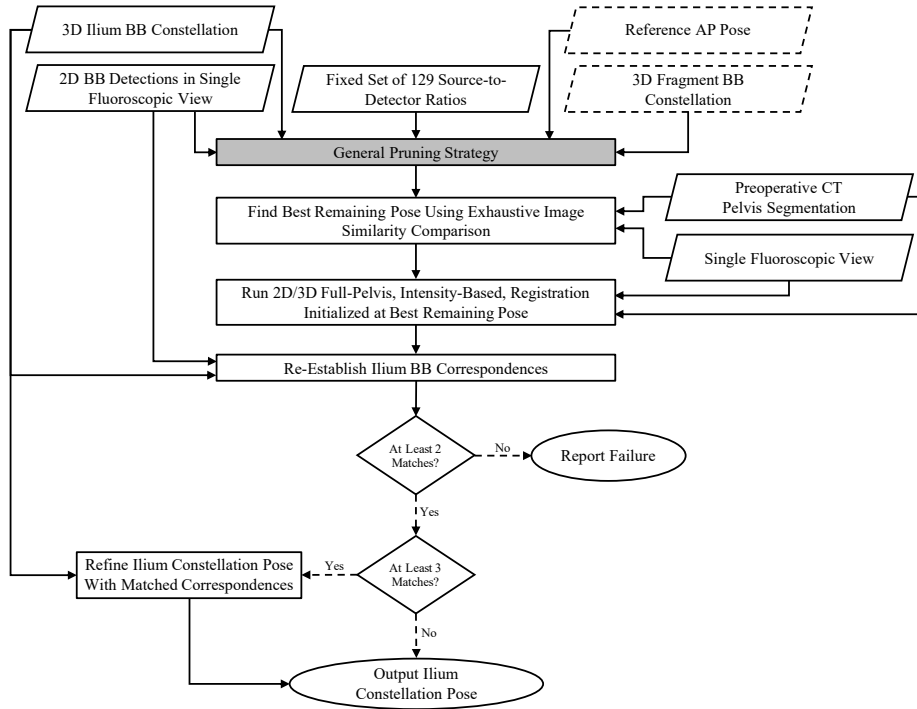 3D Ilium BB Constellation
Reference AP Pose
2D BB Detections in Single
Fluoroscopic View
Fixed Set of 129 Source-to-
Detector Ratios
3D Fragment BB
Constellation
General Pruning Strategy
Find Best Remaining Pose Using Exhaustive Image
Similarity Comparison
Preoperative CT
Pelvis Segmentation
Single Fluoroscopic View
Run 2D/3D Full-Pelvis, Intensity-Based, Registration
Initialized at Best Remaining Pose
Re-Establish Ilium BB Correspondences
At Least 2
Matches?
No
Report Failure
Yes
Refine Ilium Constellation Pose
With Matched Correspondences
Yes
At Least 3
Matches?
No
Output Ilium
Constellation Pose